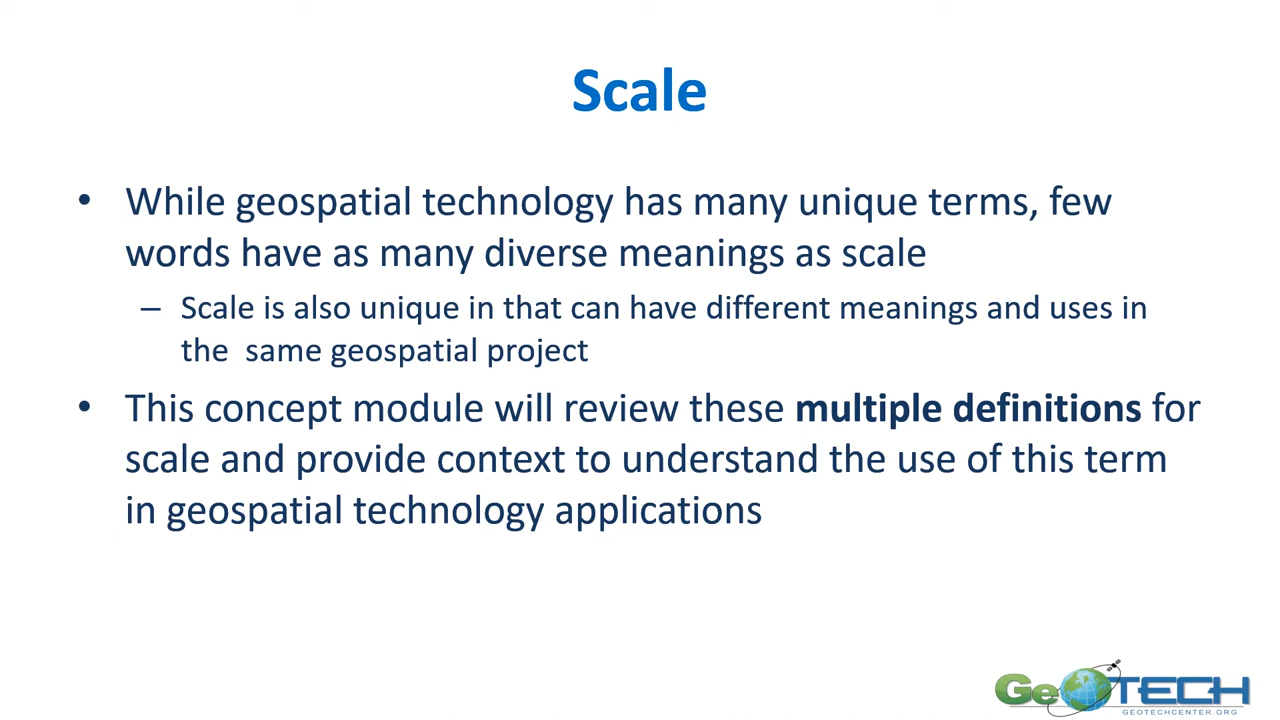 Scale
• While geospatial technology has many unique terms, few
words have as many diverse meanings as scale
– Scale is also unique in that can have different meanings and uses in
the  same geospatial project
• This concept module will review these multiple definitions for
scale and provide context to understand the use of this term
in geospatial technology applications
GeOTECH
GEOTECHCENTER.ORG